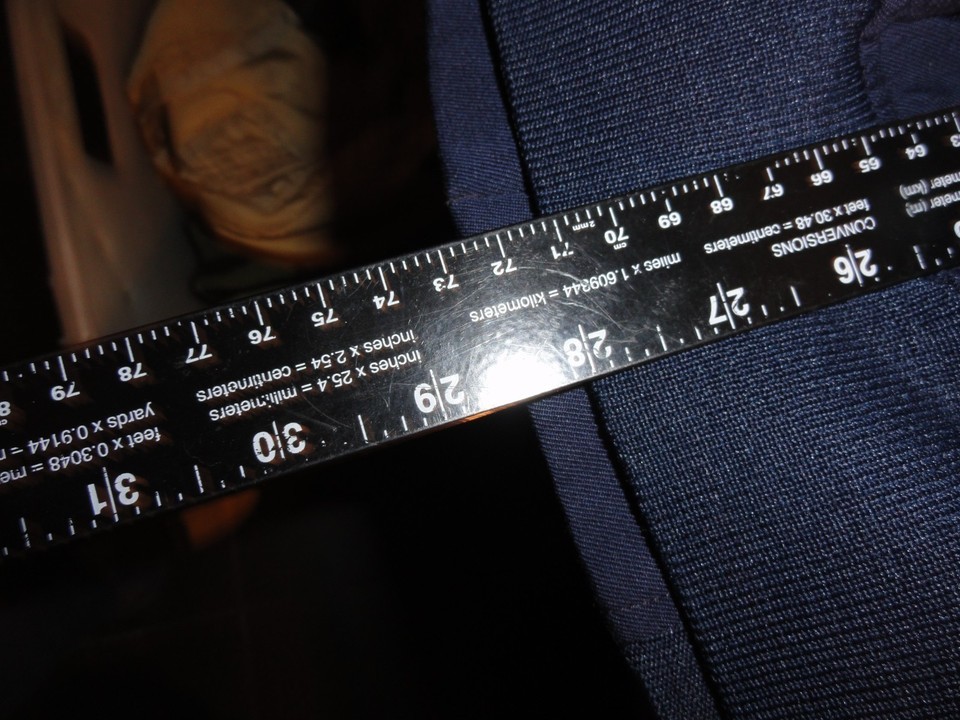 26 27 28 29 30 31
meter (m)
meter (km)
CONVERSIONS
feet x 30.48 = centimeters
miles x 1.609344 = kilometers
inches x 25.4 = millimeters
inches x 2.54 = centimeters
feet x 0.3048 = me
yards x 0.9144 =
64 65 66 67 68 69 70 cm 71 72 73 74 75 76 77 78 79